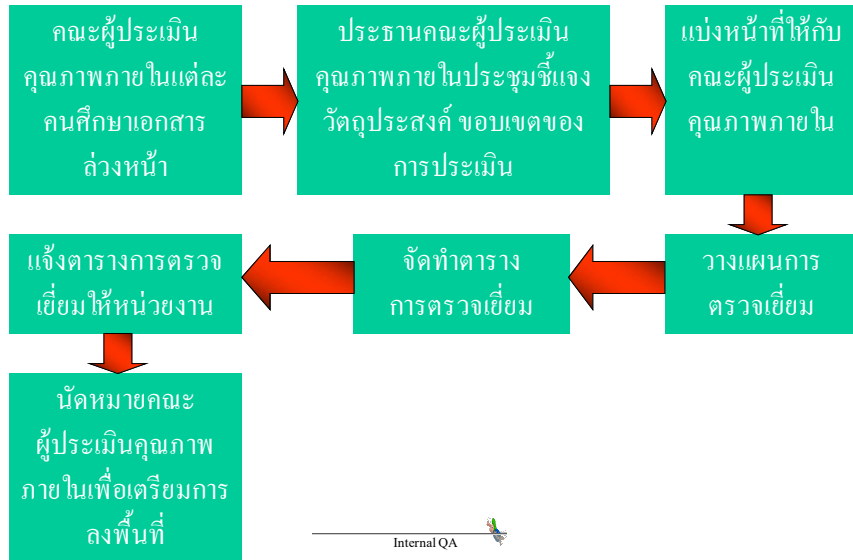 คณะผู้ประเมิน
คุณภาพภายในแต่ละ
คนศึกษาเอกสาร
ล่วงหน้า
ประธานคณะผู้ประเมิน
คุณภาพภายในประชุมชี้แจง
วัตถุประสงค์ ขอบเขตของ
การประเมิน
แบ่งหน้าที่ให้กับ
คณะผู้ประเมิน
คุณภาพภายใน
วางแผนการ
ตรวจเยี่ยม
จัดทำตาราง
การตรวจเยี่ยม
แจ้งตารางการตรวจ
เยี่ยมให้หน่วยงาน
นัดหมายคณะ
ผู้ประเมินคุณภาพ
ภายในเพื่อเตรียมการ
ลงพื้นที่
Internal QA